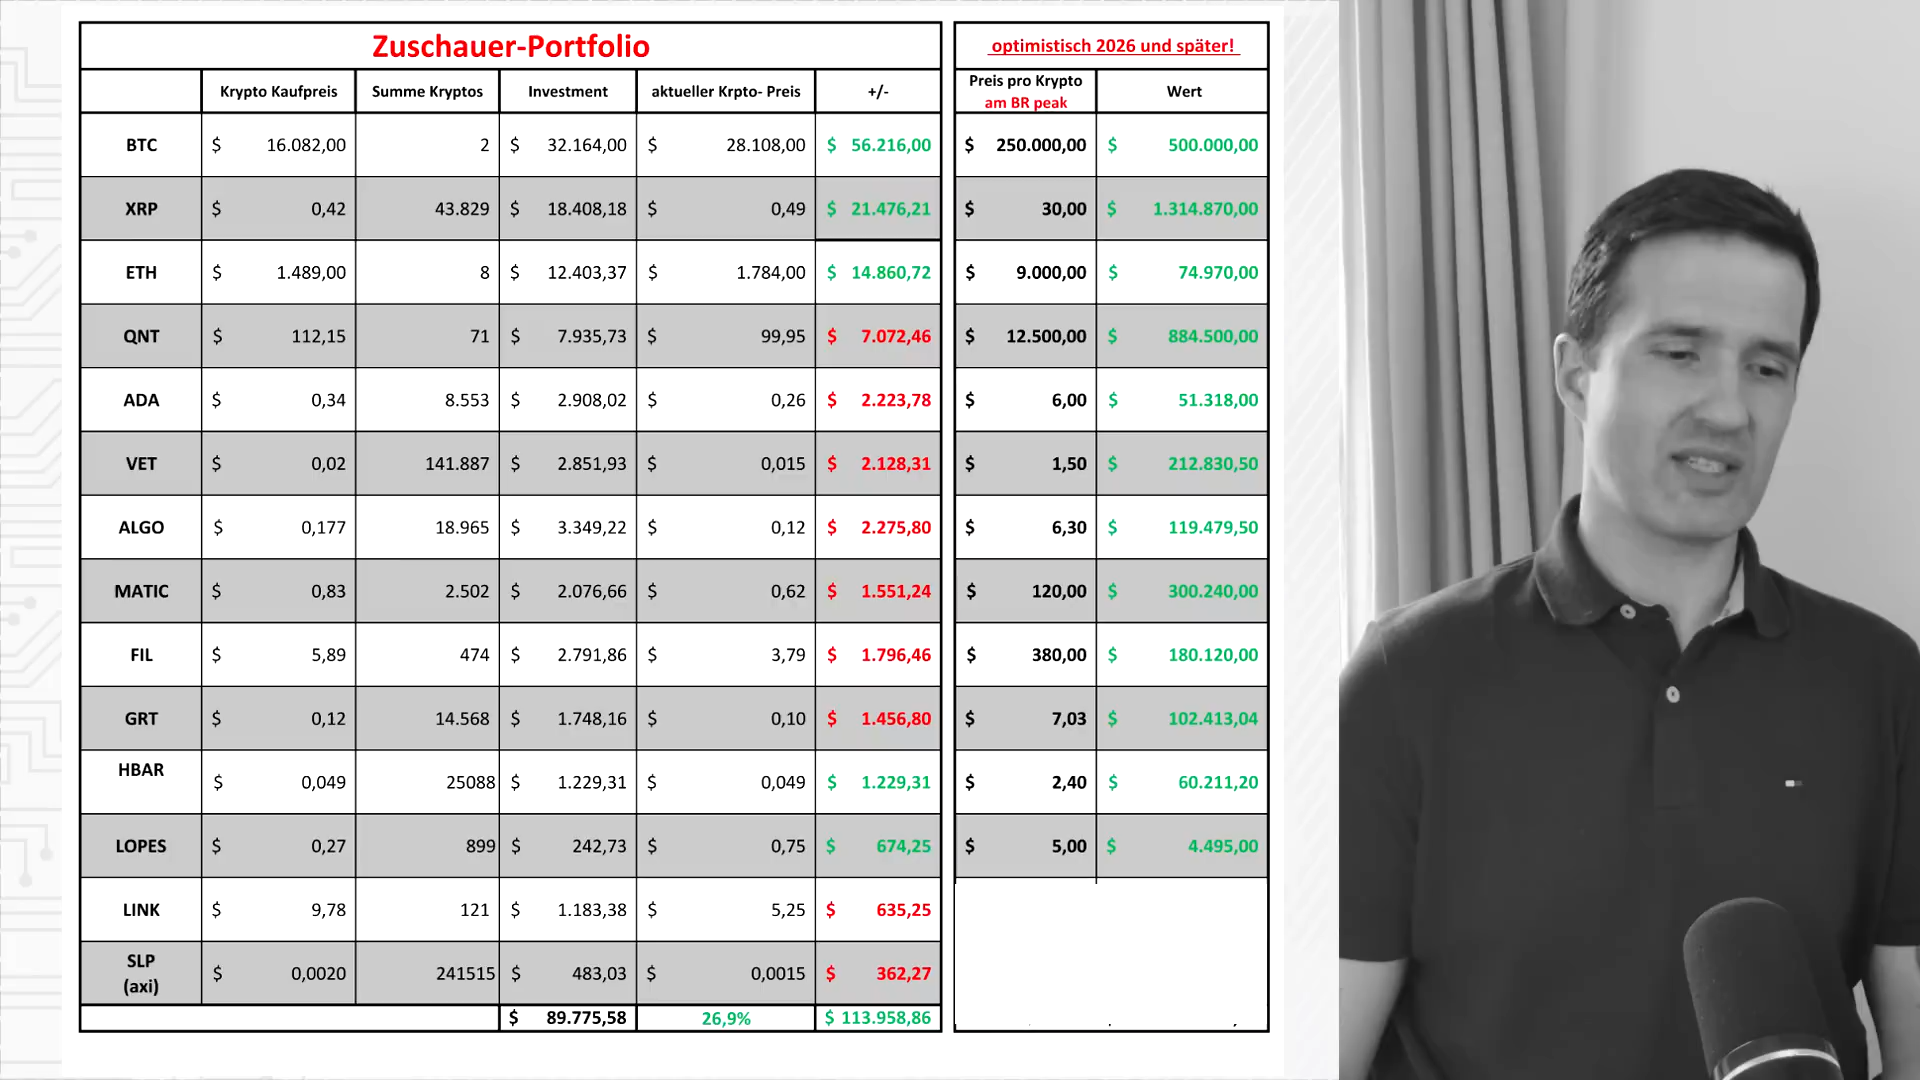 Zuschauer-Portfolio
optimistisch 2026 und später!
Krypto Kaufpreis Summe Kryptos Investment aktueller Krpto- Preis +/- Preis pro Krypto am BR peak Wert
BTC $ 16.082,00 2 $ 32.164,00 $ 28.108,00 $ 56.216,00 $ 250.000,00 $ 500.000,00
XRP $ 0,42 43.829 $ 18.408,18 $ 0,49 $ 21.476,21 $ 30,00 $ 1.314.870,00
ETH $ 1.489,00 8 $ 12.403,37 $ 1.784,00 $ 14.860,72 $ 9.000,00 $ 74.970,00
QNT $ 112,15 71 $ 7.935,73 $ 99,95 $ 7.072,46 $ 12.500,00 $ 884.500,00
ADA $ 0,34 8.553 $ 2.908,02 $ 0,26 $ 2.223,78 $ 6,00 $ 51.318,00
VET $ 0,02 141.887 $ 2.851,93 $ 0,015 $ 2.128,31 $ 1,50 $ 212.830,50
ALGO $ 0,177 18.965 $ 3.349,22 $ 0,12 $ 2.275,80 $ 6,30 $ 119.479,50
MATIC $ 0,83 2.502 $ 2.076,66 $ 0,62 $ 1.551,24 $ 120,00 $ 300.240,00
FIL $ 5,89 474 $ 2.791,86 $ 3,79 $ 1.796,46 $ 380,00 $ 180.120,00
GRT $ 0,12 14.568 $ 1.748,16 $ 0,10 $ 1.456,80 $ 7,03 $ 102.413,04
HBAR $ 0,049 25088 $ 1.229,31 $ 0,049 $ 1.229,31 $ 2,40 $ 60.211,20
LOPES $ 0,27 899 $ 242,73 $ 0,75 $ 674,25 $ 5,00 $ 4.495,00
LINK $ 9,78 121 $ 1.183,38 $ 5,25 $ 635,25
SLP (axi) $ 0,0020 241515 $ 483,03 $ 0,0015 $ 362,27
$ 89.775,58 26,9% $ 113.958,86